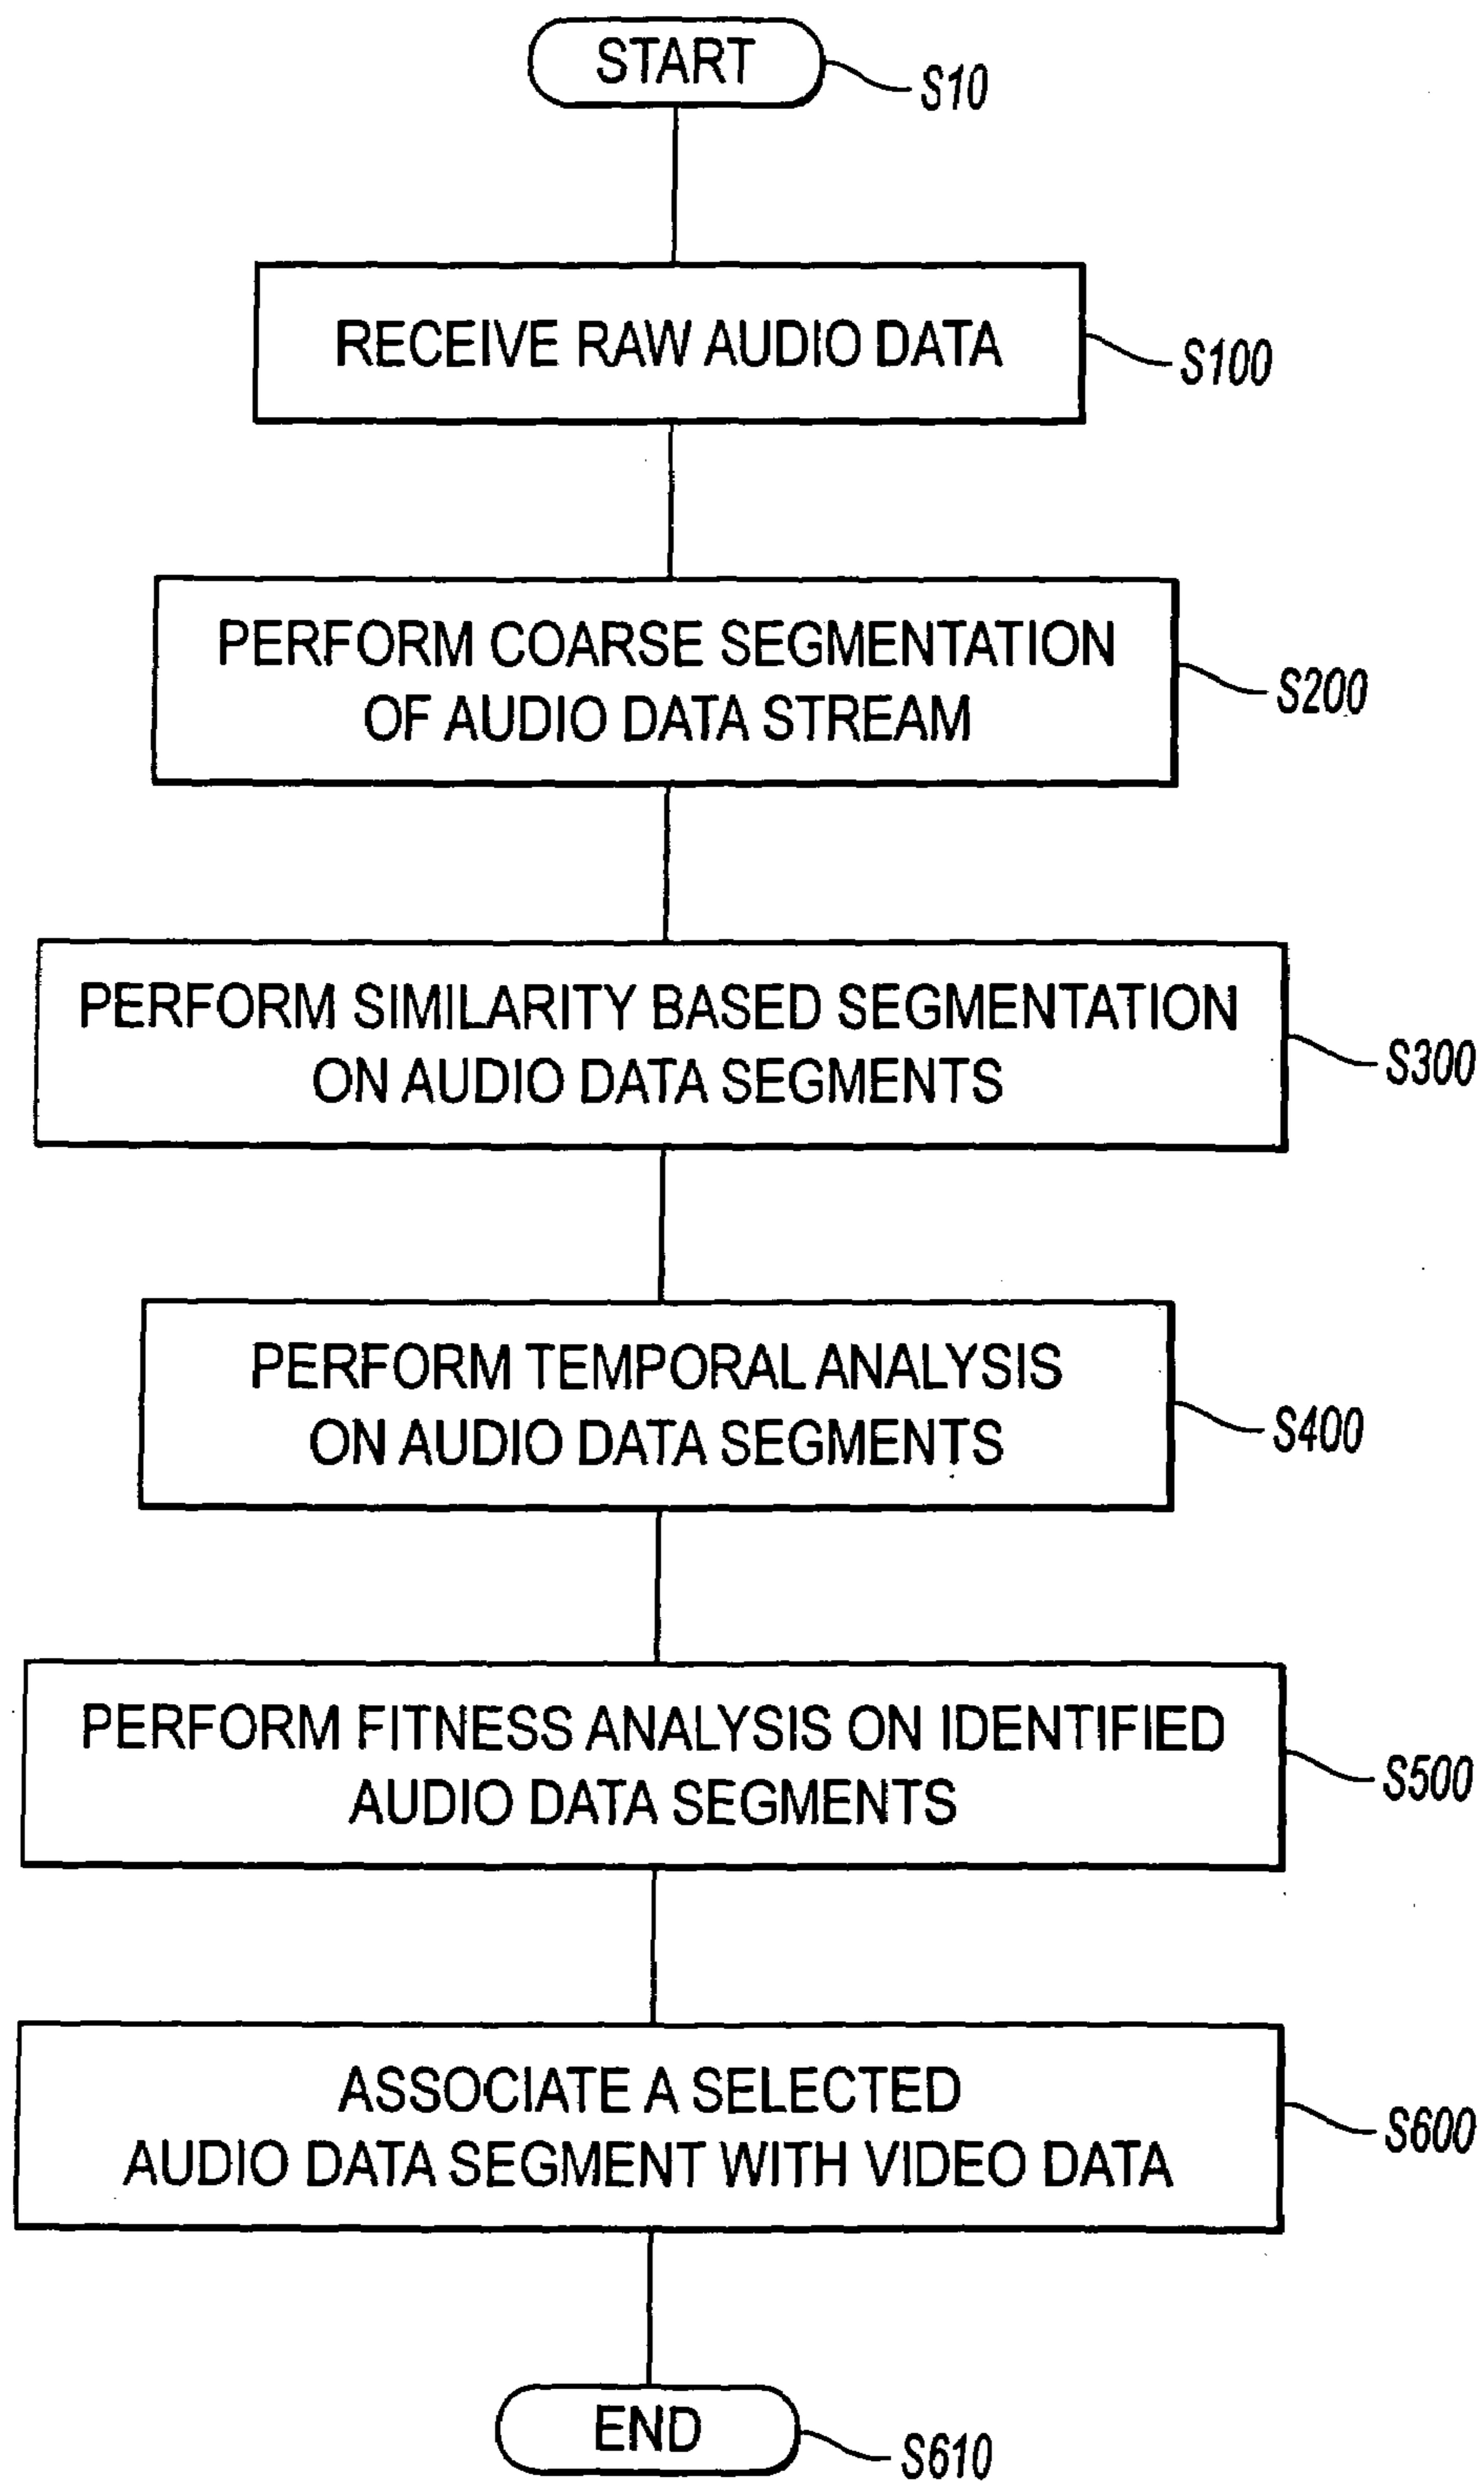 START
S10
RECEIVE RAW AUDIO DATA
S100
PERFORM COARSE SEGMENTATION
OF AUDIO DATA STREAM
S200
PERFORM SIMILARITY BASED SEGMENTATION
ON AUDIO DATA SEGMENTS
S300
PERFORM TEMPORAL ANALYSIS
ON AUDIO DATA SEGMENTS
S400
PERFORM FITNESS ANALYSIS ON IDENTIFIED
AUDIO DATA SEGMENTS
S500
ASSOCIATE A SELECTED
AUDIO DATA SEGMENT WITH VIDEO DATA
S600
END
S610